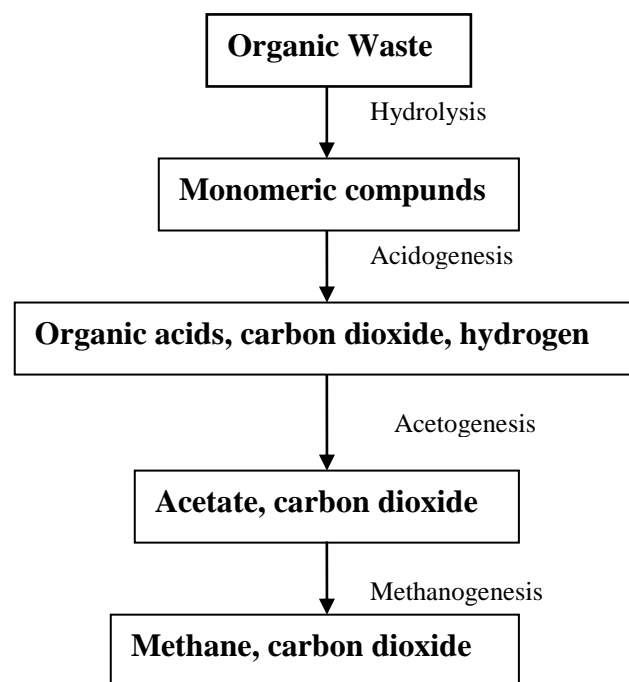 Organic Waste
Hydrolysis
Monomeric compunds
Acidogenesis
Organic acids, carbon dioxide, hydrogen
Acetogenesis
Acetate, carbon dioxide
Methanogenesis
Methane, carbon dioxide